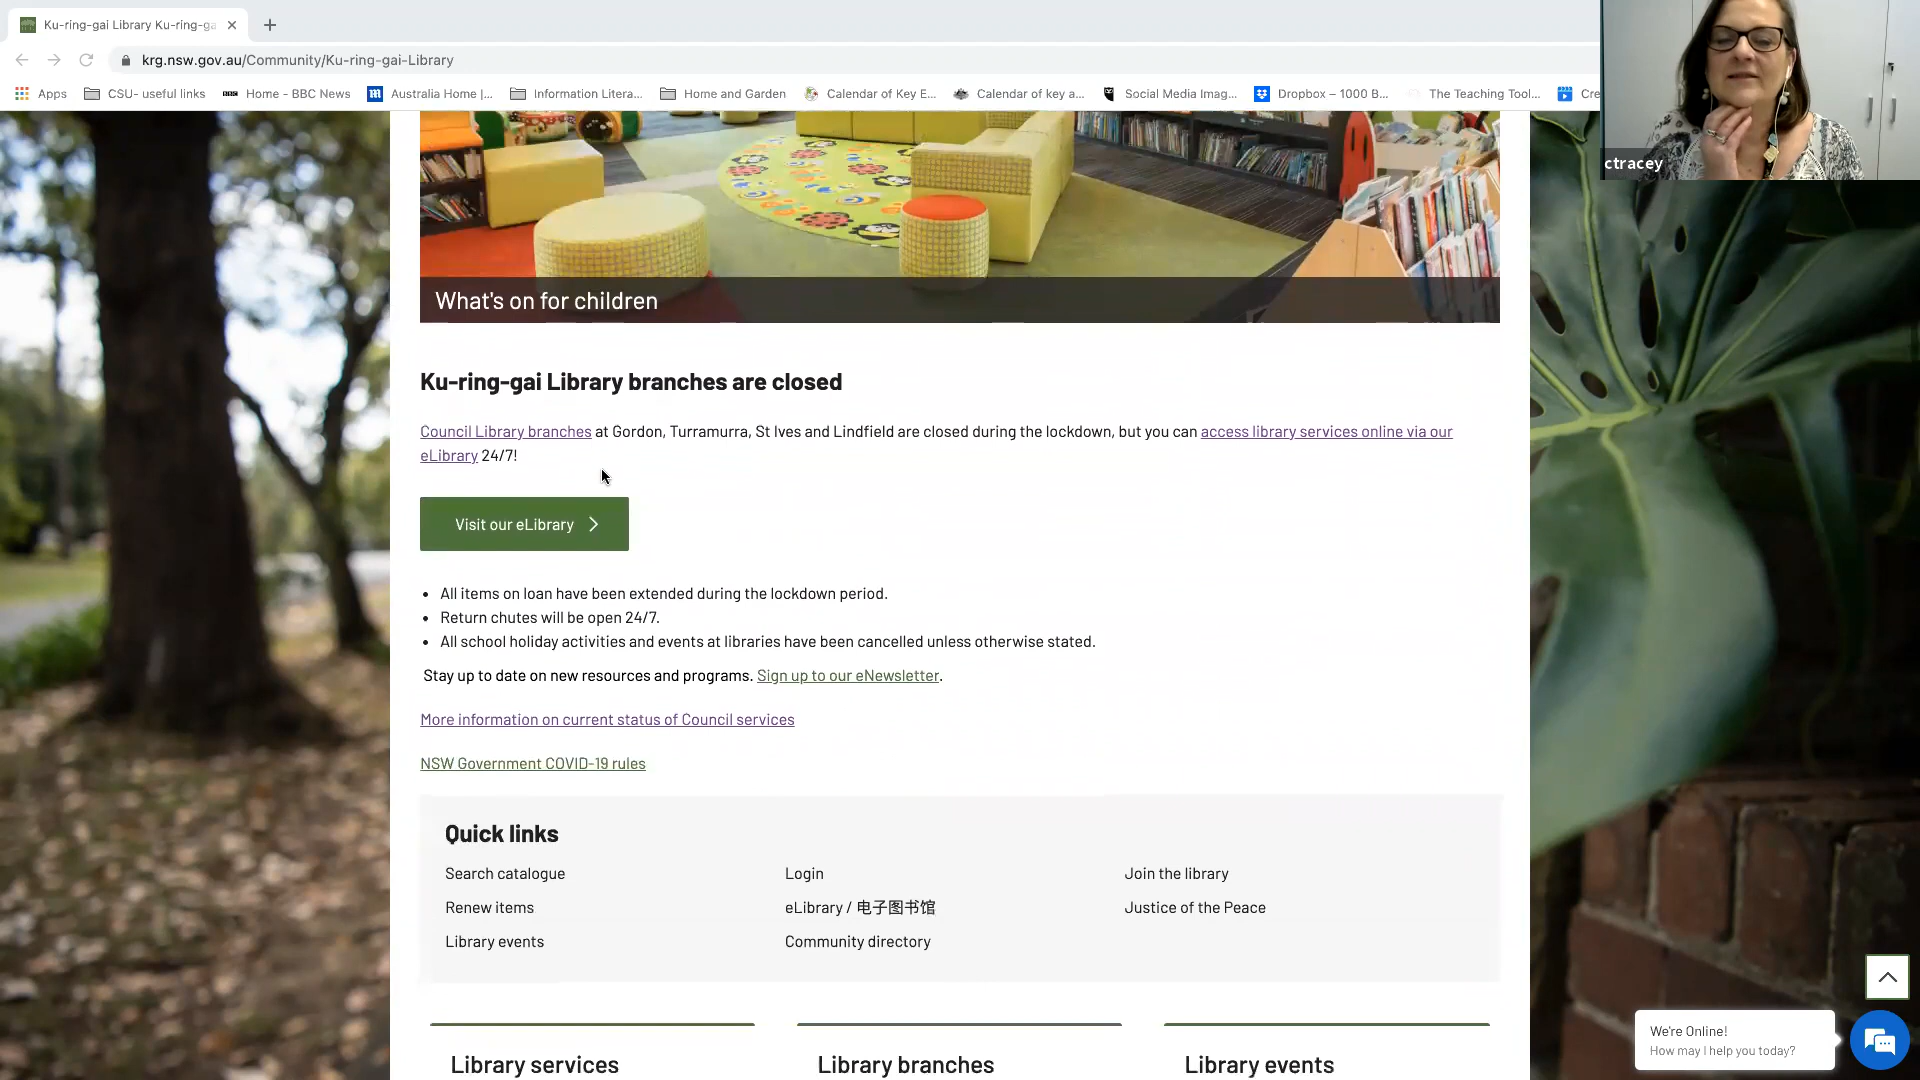 Ku-ring-gai Library Ku-ring-ga
krg.nsw.gov.au/Community/Ku-ring-gai-Library
Apps
CSU- useful links
Home - BBC News
Australia Home |...
Information Litera...
Home and Garden
Calendar of Key E...
Calendar of key a...
Social Media Imag...
Dropbox – 1000 B...
The Teaching Tool...
Cre
ctracey
What's on for children
Ku-ring-gai Library branches are closed
Council Library branches at Gordon, Turramurra, St Ives and Lindfield are closed during the lockdown, but you can access library services online via our
eLibrary 24/7!
Visit our eLibrary
• All items on loan have been extended during the lockdown period.
• Return chutes will be open 24/7.
• All school holiday activities and events at libraries have been cancelled unless otherwise stated.
Stay up to date on new resources and programs. Sign up to our eNewsletter.
More information on current status of Council services
NSW Government COVID-19 rules
Quick links
Search catalogue
Login
Join the library
Renew items
eLibrary / 电子图书馆
Justice of the Peace
Library events
Community directory
Library services
Library branches
Library events
We're Online!
How may I help you today?